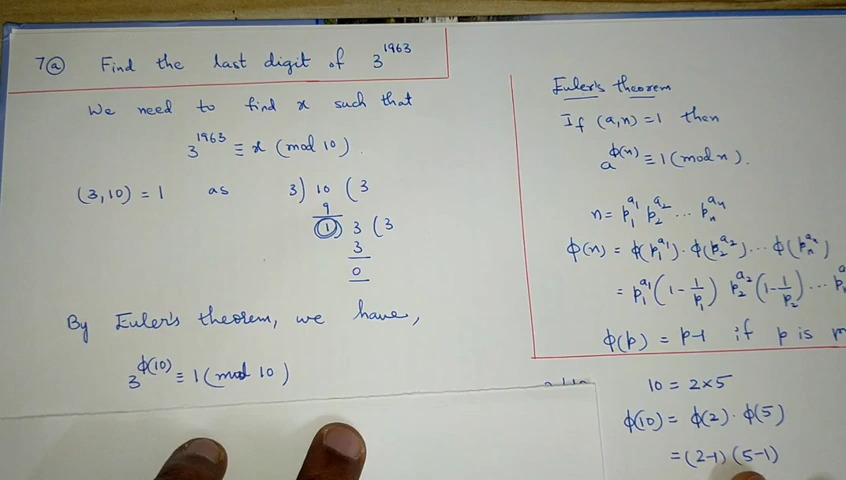 7ⓐ Find the last digit of 3^1963
We need to find x such that
3^1963 ≡ x (mod 10).
(3,10) = 1 as 3) 10 (3
9
1 3 (3
3
0
By Euler's theorem, we have,
3^ϕ(10) ≡ 1 (mod 10)
Euler's theorem
If (a,n) = 1 then
a^ϕ(n) ≡ 1 (mod n).
n = p₁^a₁ p₂^a₂ ... pₙ^aₙ
ϕ(n) = ϕ(p₁^a₁) · ϕ(p₂^a₂) ... ϕ(pₙ^aₙ)
= p₁^a₁ (1 - 1/p₁) p₂^a₂ (1 - 1/p₂) ...
ϕ(p) = p-1 if p is
10 = 2×5
ϕ(10) = ϕ(2) · ϕ(5)
= (2-1) (5-1)